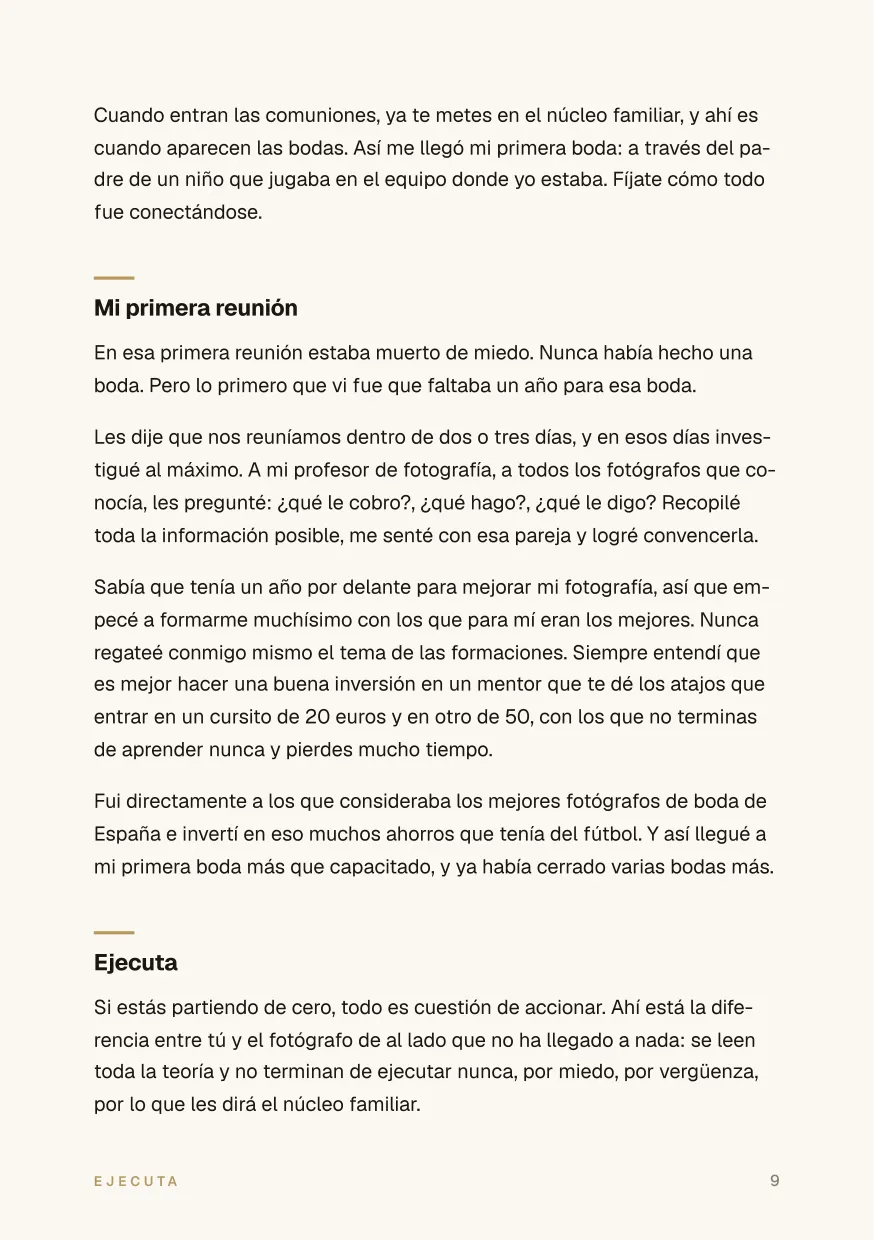 Cuando entran las comuniones, ya te metes en el núcleo familiar, y ahí es
cuando aparecen las bodas. Así me llegó mi primera boda: a través del pa-
dre de un niño que jugaba en el equipo donde yo estaba. Fíjate cómo todo
fue conectándose.
Mi primera reunión
En esa primera reunión estaba muerto de miedo. Nunca había hecho una
boda. Pero lo primero que vi fue que faltaba un año para esa boda.
Les dije que nos reuníamos dentro de dos o tres días, y en esos días inves-
tigué al máximo. A mi profesor de fotografía, a todos los fotógrafos que co-
nocía, les pregunté: ¿qué le cobro?, ¿qué hago?, ¿qué le digo? Recopilé
toda la información posible, me senté con esa pareja y logré convencerla.
Sabía que tenía un año por delante para mejorar mi fotografía, así que em-
pecé a formarme muchísimo con los que para mí eran los mejores. Nunca
regateé conmigo mismo el tema de las formaciones. Siempre entendí que
es mejor hacer una buena inversión en un mentor que te dé los atajos que
entrar en un cursito de 20 euros y en otro de 50, con los que no terminas
de aprender nunca y pierdes mucho tiempo.
Fui directamente a los que consideraba los mejores fotógrafos de boda de
España e invertí en eso muchos ahorros que tenía del fútbol. Y así llegué a
mi primera boda más que capacitado, y ya había cerrado varias bodas más.
Ejecuta
Si estás partiendo de cero, todo es cuestión de accionar. Ahí está la dife-
rencia entre tú y el fotógrafo de al lado que no ha llegado a nada: se leen
toda la teoría y no terminan de ejecutar nunca, por miedo, por vergüenza,
por lo que les dirá el núcleo familiar.
EJECUTA
9